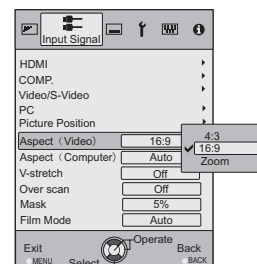 Input Signal
HDMI
COMP.
Video/S-Video
PC
Picture Position
Aspect（Video） 16:9
4:3
16:9
Zoom
Aspect（Computer） Auto
V-stretch Off
Over scan Off
Mask 5%
Film Mode Auto
Exit Operate Back
MENU Select BACK